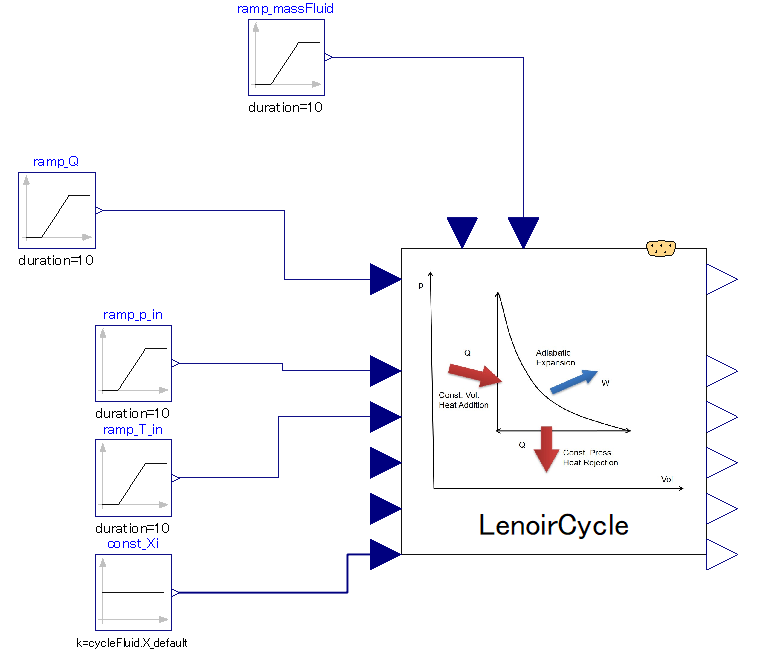 ramp_massFluid
duration=10
ramp_Q
duration=10
ramp_p_in
duration=10
ramp_T_in
duration=10
const_Xi
k=cycleFluid.X_default
p
Q
Const. Vol.
Heat Addition
Adiabatic
Expansion
W
Q
Const. Press
Heat Rejection
Vol
LenoirCycle